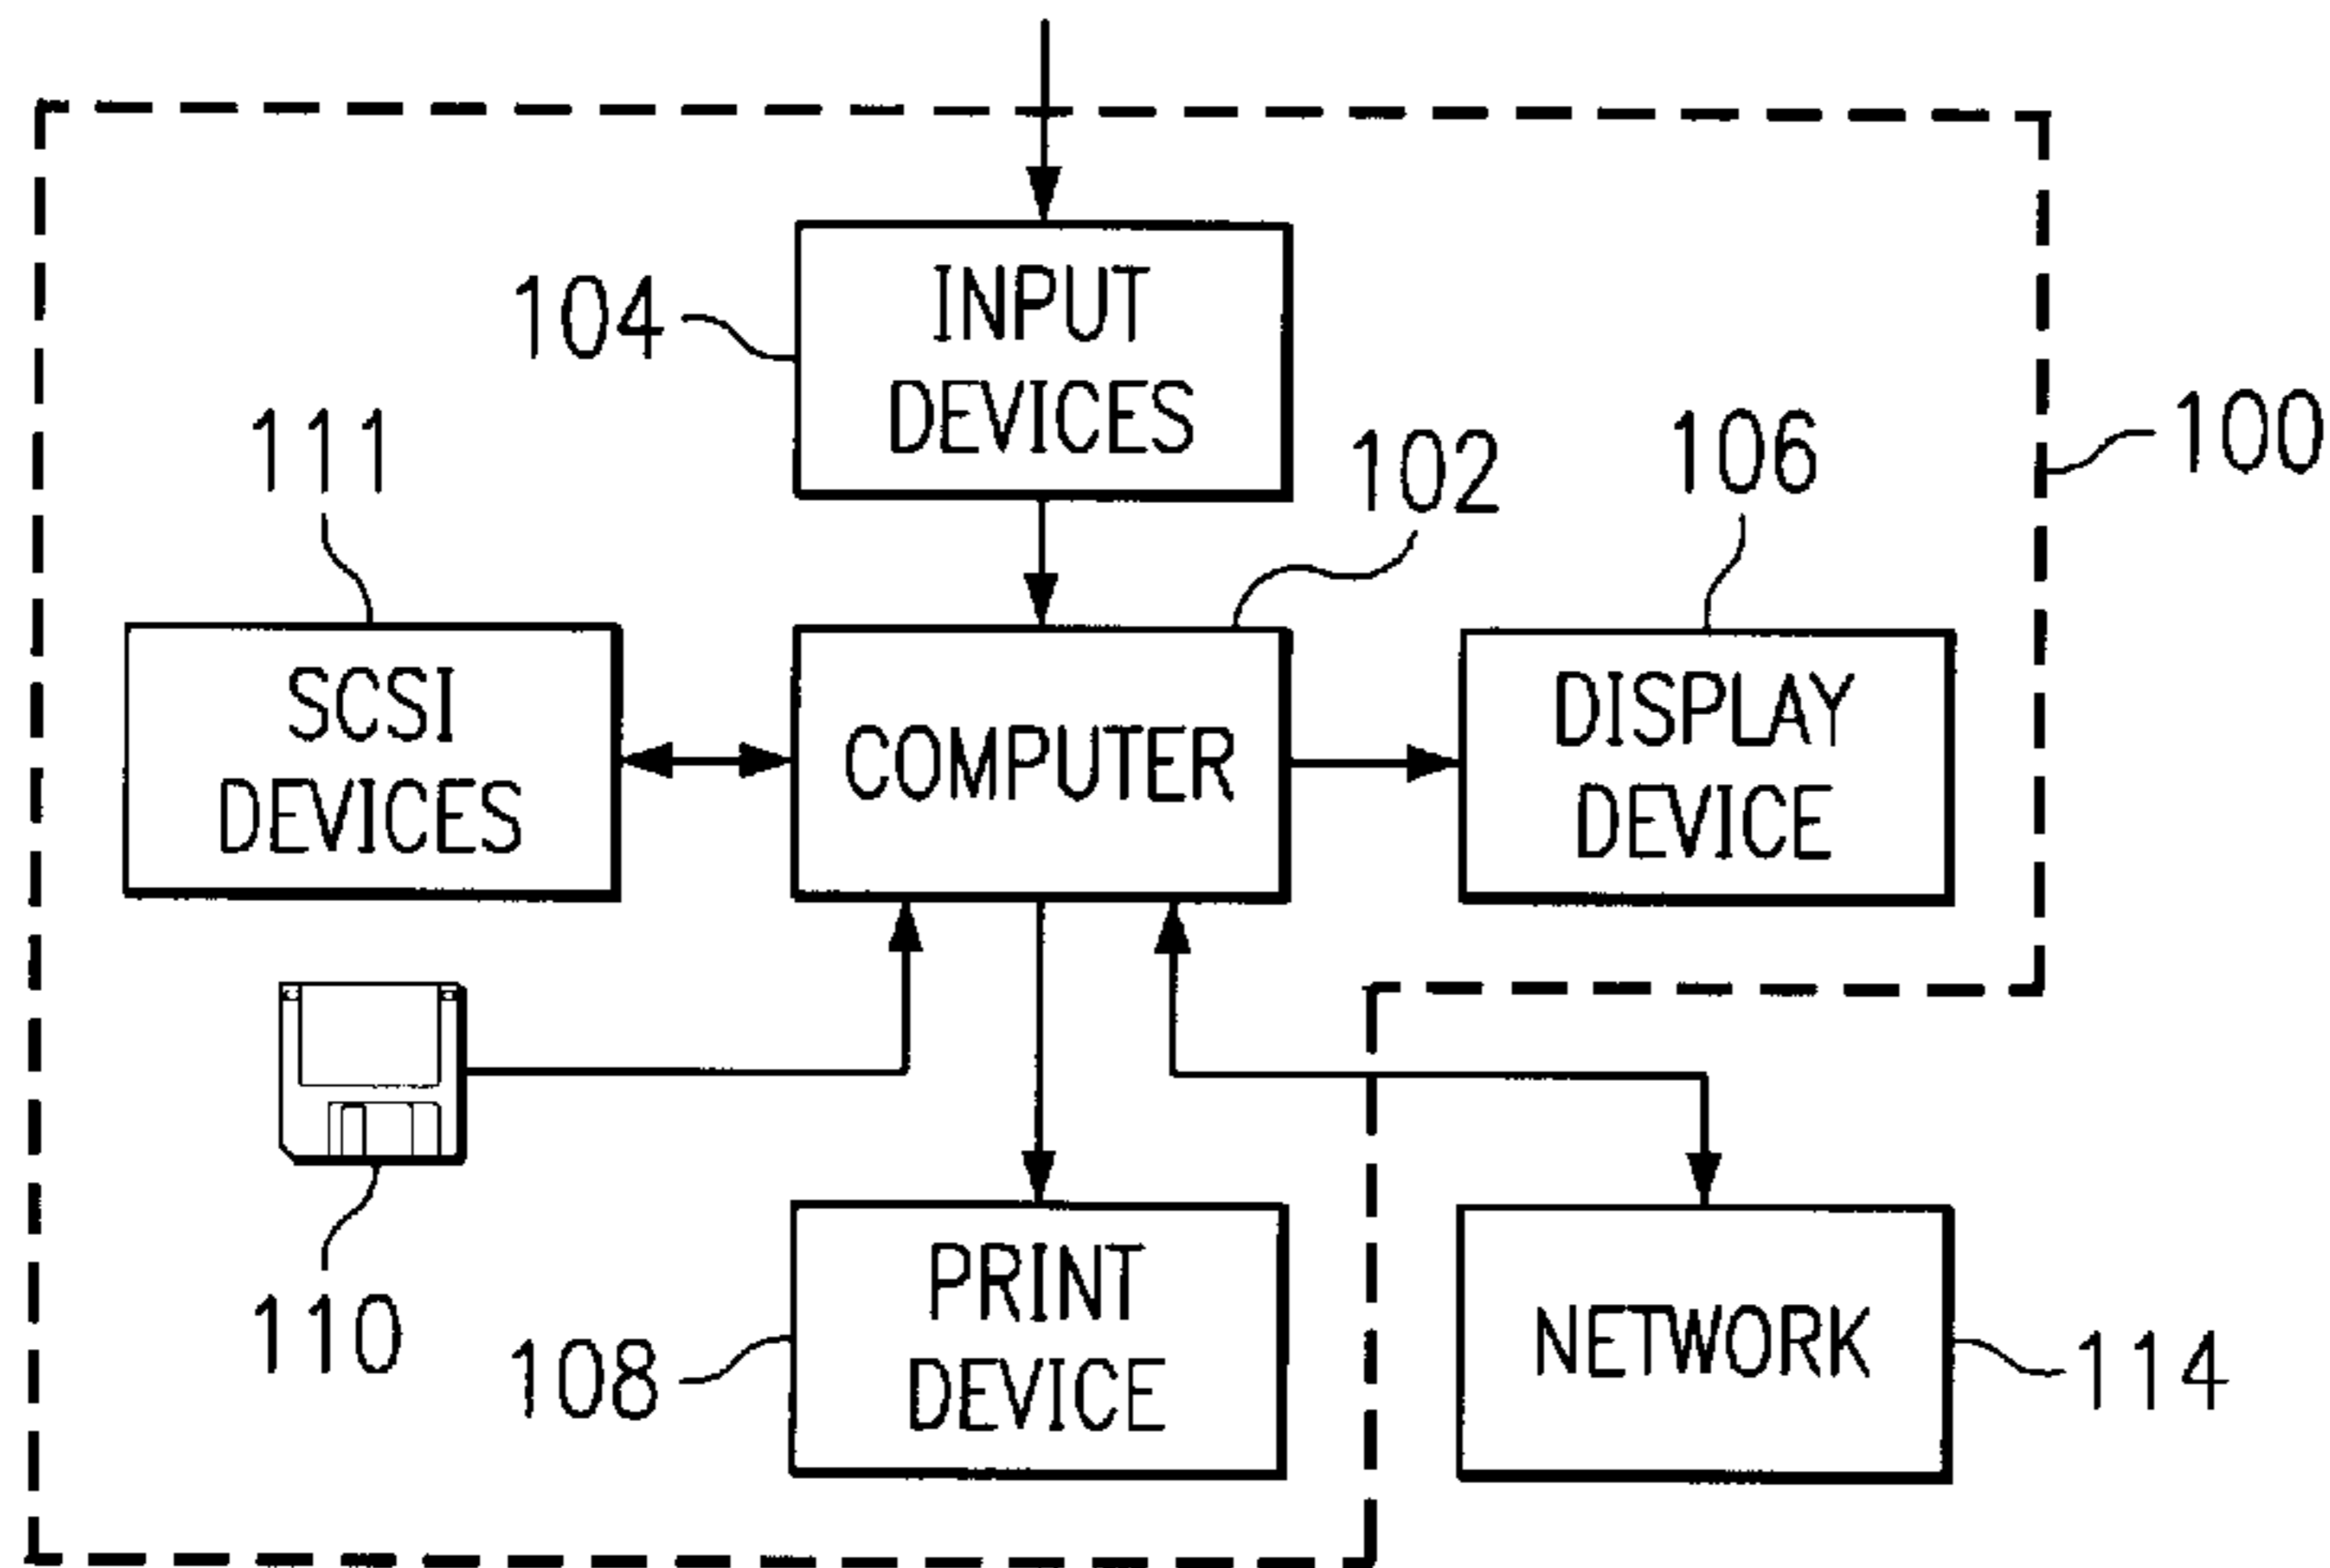 104
INPUT
DEVICES
111
102
106
100
SCSI
DEVICES
COMPUTER
DISPLAY
DEVICE
110
108
PRINT
DEVICE
NETWORK
114